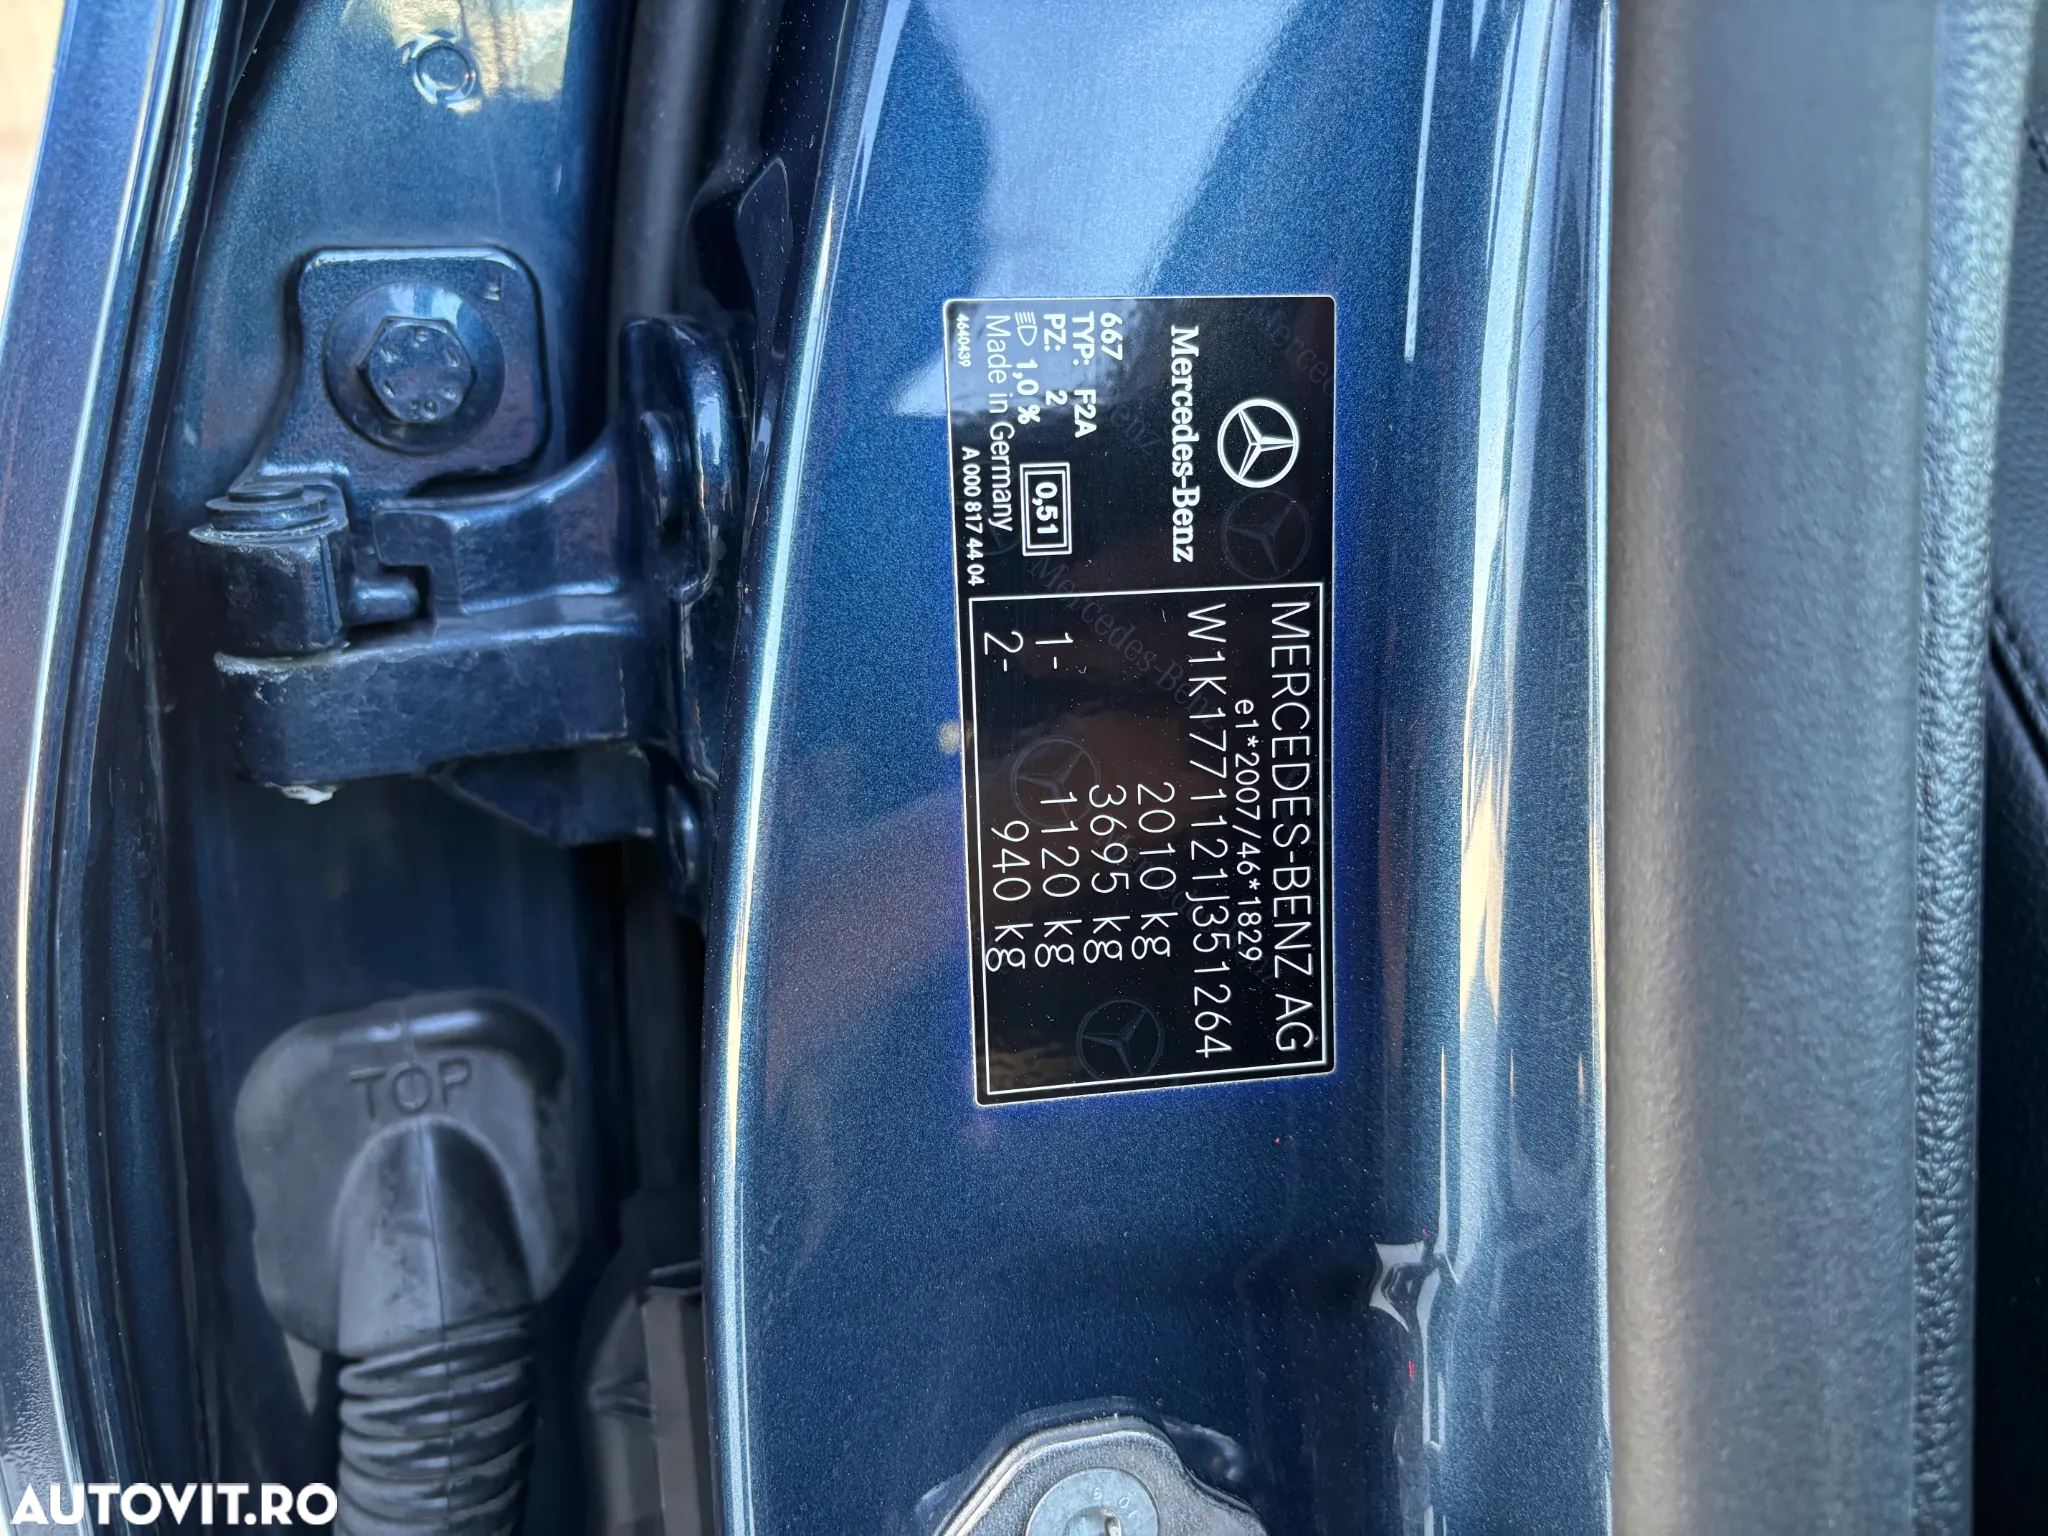 Mercedes-Benz
667
TYP: F2A
PZ: 2
1,0 %
0,51
Made in Germany
4640439
A 000 817 44 04
MERCEDES-BENZ AG
e1*2007/46*1829
W1K1771121J351264
2010 kg
3695 kg
1- 1120 kg
2- 940 kg
TOP
AUTOVIT.RO